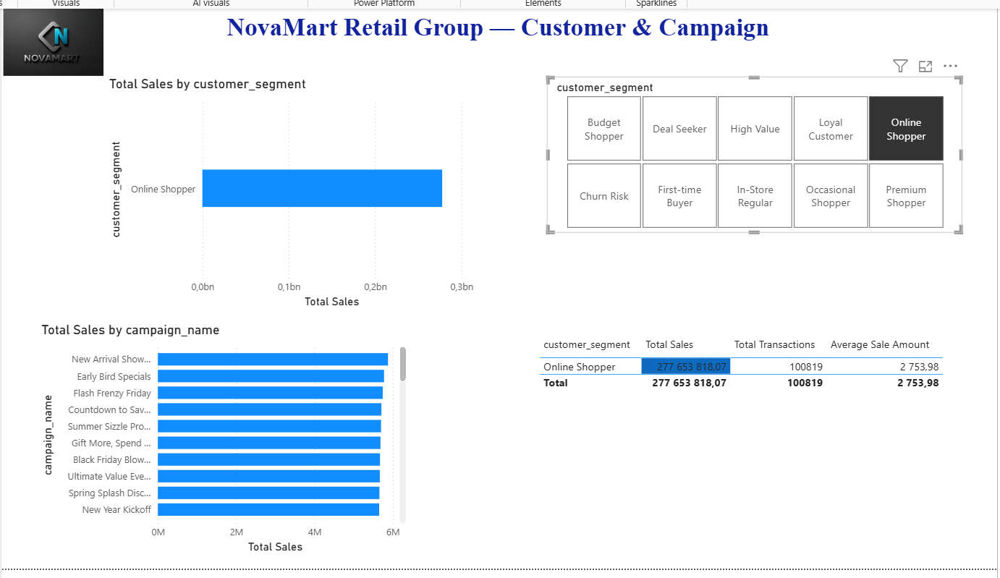 s
Visuals
AI visuals
Power Platform
Elements
Sparklines
NOVAMART
NovaMart Retail Group — Customer & Campaign
Total Sales by customer_segment
customer_segment
Online Shopper
0,0bn
0,1bn
0,2bn
0,3bn
Total Sales
customer_segment
Budget
Shopper
Deal Seeker
High Value
Loyal
Customer
Online
Shopper
Churn Risk
First-time
Buyer
In-Store
Regular
Occasional
Shopper
Premium
Shopper
Total Sales by campaign_name
campaign_name
New Arrival Show...
Early Bird Specials
Flash Frenzy Friday
Countdown to Sav...
Summer Sizzle Pro...
Gift More, Spend ...
Black Friday Blow...
Ultimate Value Eve...
Spring Splash Disc...
New Year Kickoff
0M
2M
4M
6M
Total Sales
customer_segment Total Sales Total Transactions Average Sale Amount
Online Shopper 277 653 818,07 100819 2 753,98
Total 277 653 818,07 100819 2 753,98